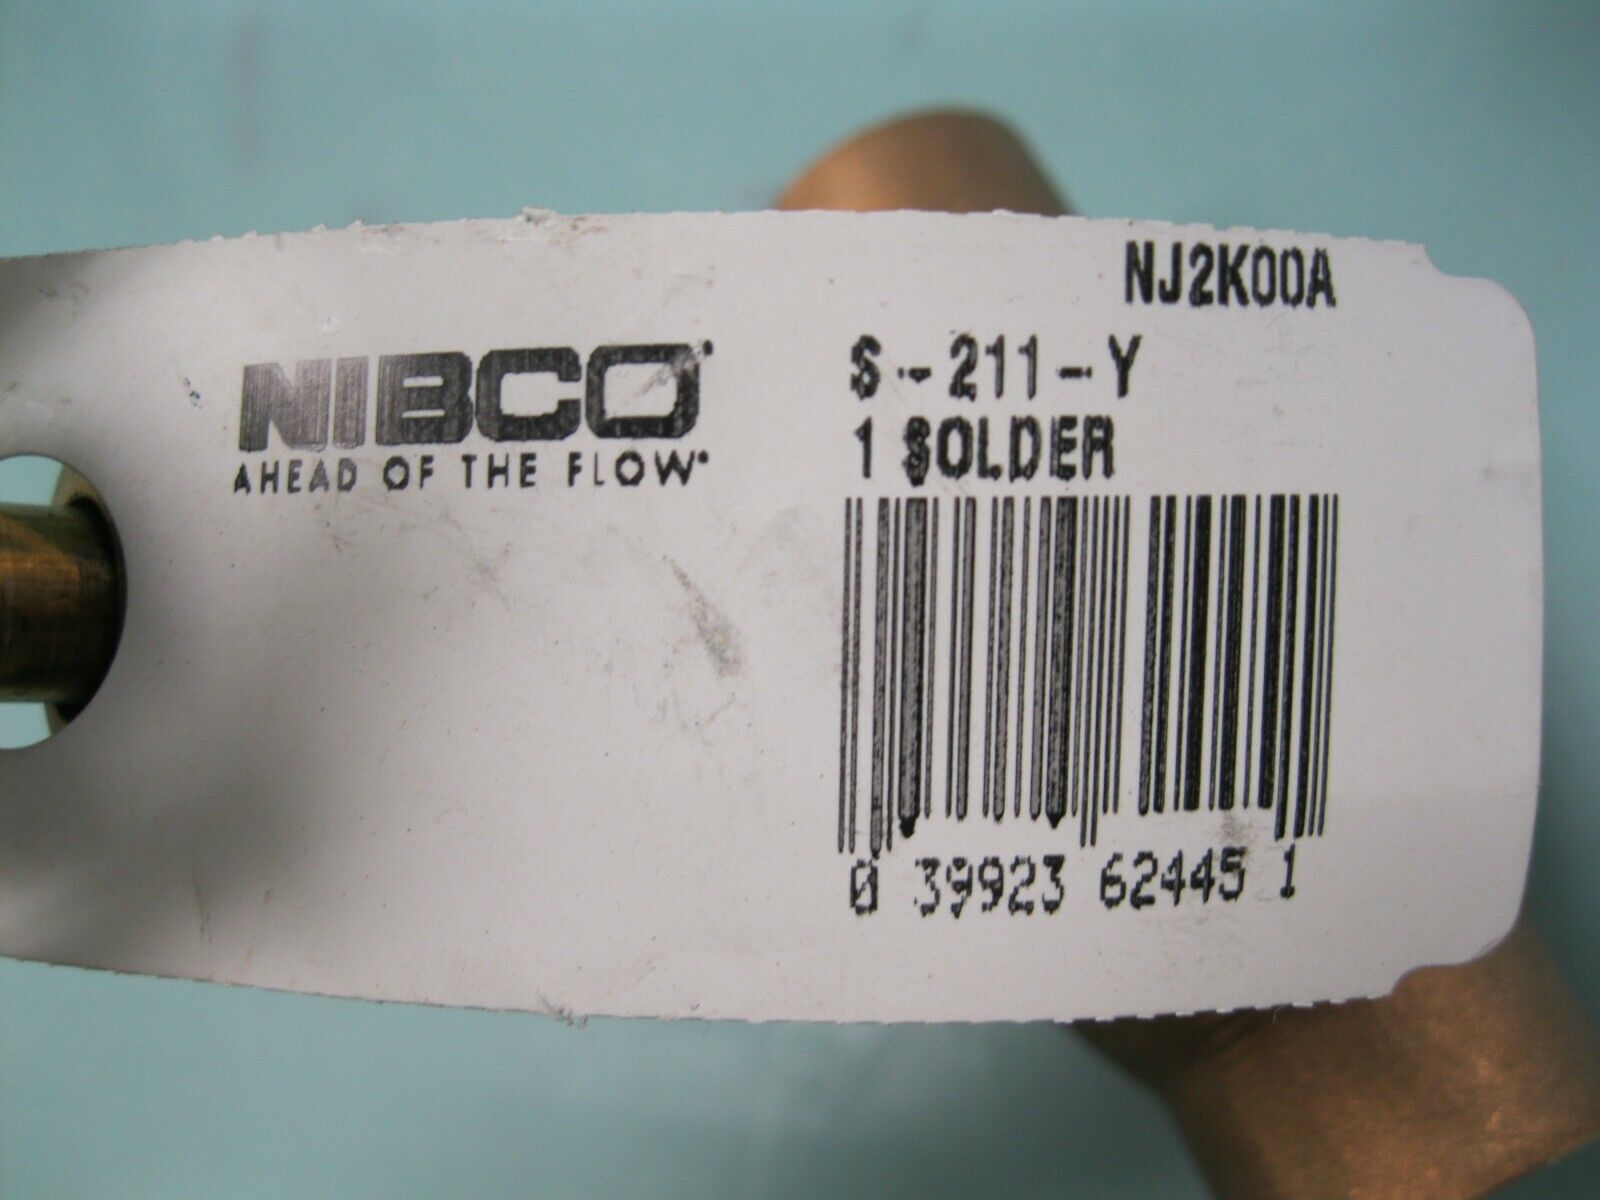 NJ2K00A
NIBCO®
AHEAD OF THE FLOW®
S-211-Y
1 SOLDER
0 39923 62445 1